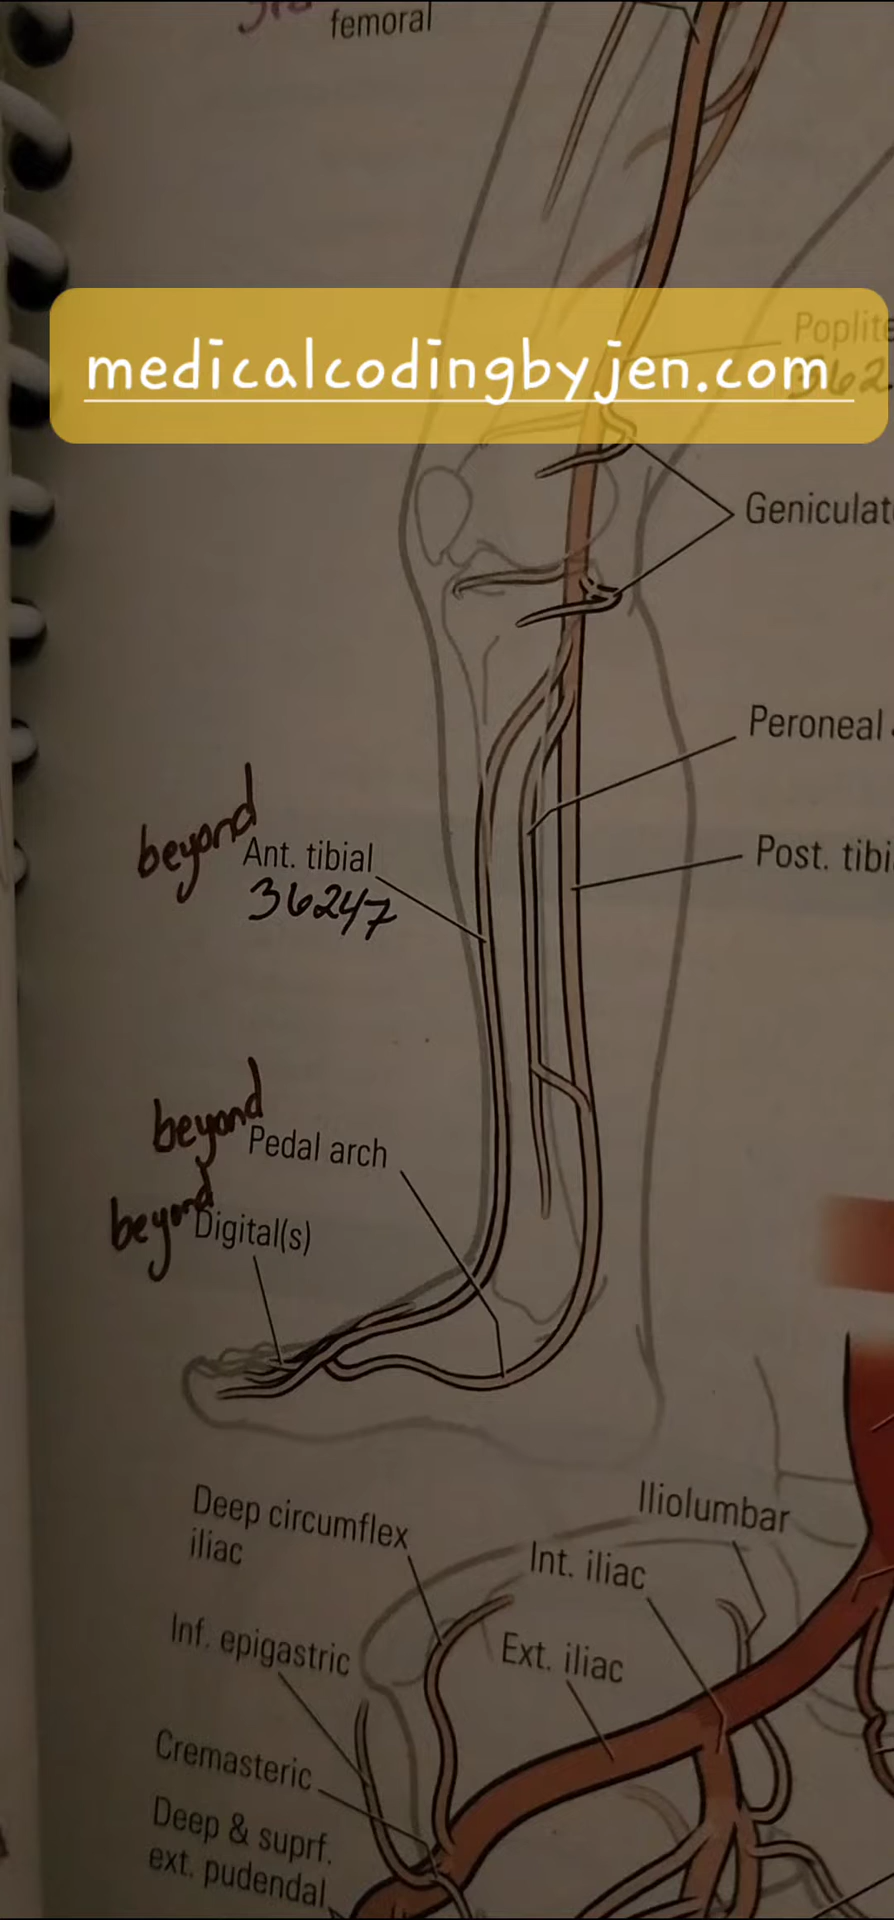 3rd
femoral
medicalcodingbyjen.com
Geniculat
Peroneal
beyond
Ant. tibial
36247
Post. tibi
beyond
Pedal arch
beyond
Digital(s)
Deep circumflex
iliac
Iliolumbar
Int. iliac
Inf. epigastric
Ext. iliac
Cremasteric
Deep & suprf.
ext. pudendal